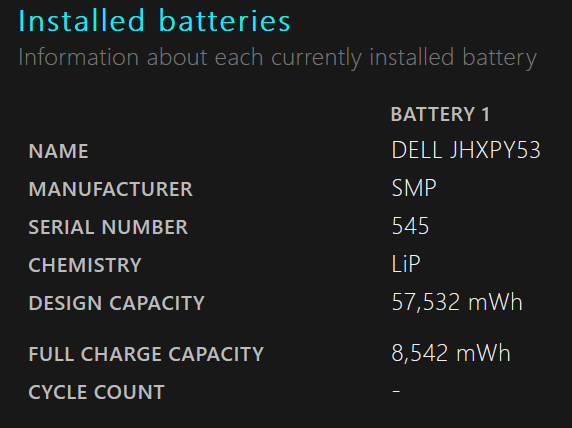 Installed batteries
Information about each currently installed battery
BATTERY 1
NAME DELL JHXPY53
MANUFACTURER SMP
SERIAL NUMBER 545
CHEMISTRY LiP
DESIGN CAPACITY 57,532 mWh
FULL CHARGE CAPACITY 8,542 mWh
CYCLE COUNT -